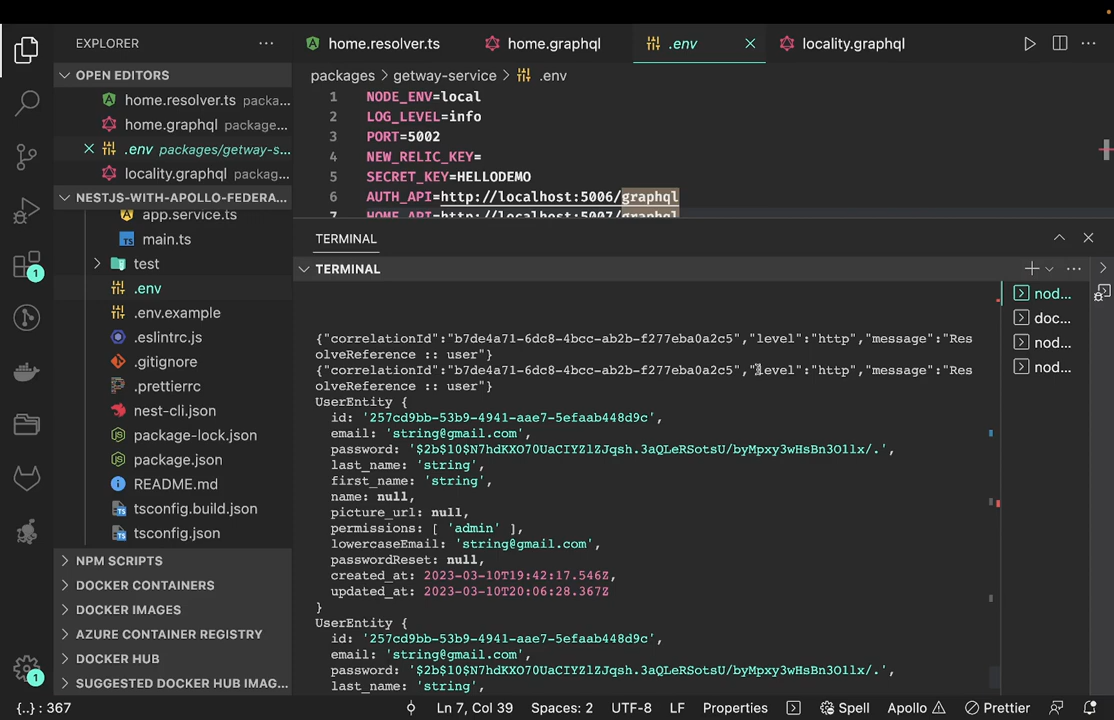 EXPLORER
OPEN EDITORS
home.resolver.ts packa...
home.graphql package...
.env packages/getway-s...
locality.graphql packag...
NESTJS-WITH-APOLLO-FEDERA...
app.service.ts
main.ts
test
.env
.env.example
.eslintrc.js
.gitignore
.prettierrc
nest-cli.json
package-lock.json
package.json
README.md
tsconfig.build.json
tsconfig.json
NPM SCRIPTS
DOCKER CONTAINERS
DOCKER IMAGES
AZURE CONTAINER REGISTRY
DOCKER HUB
SUGGESTED DOCKER HUB IMAG...
1
1
home.resolver.ts home.graphql .env locality.graphql
packages > getway-service > .env
1 NODE_ENV=local
2 LOG_LEVEL=info
3 PORT=5002
4 NEW_RELIC_KEY=
5 SECRET_KEY=HELLODEMO
6 AUTH_API=http://localhost:5006/graphql
7 HOME_API=http://localhost:5007/graphql
TERMINAL
TERMINAL
{"correlationId":"b7de4a71-6dc8-4bcc-ab2b-f277eba0a2c5","level":"http","message":"Res
olveReference :: user"}
{"correlationId":"b7de4a71-6dc8-4bcc-ab2b-f277eba0a2c5","level":"http","message":"Res
olveReference :: user"}
UserEntity {
id: '257cd9bb-53b9-4941-aae7-5efaab448d9c',
email: 'string@gmail.com',
password: '$2b$10$N7hdKXO70UaCIYZlZJqsh.3aQLeRSotsU/byMpxy3wHsBn3O1lx/.',
last_name: 'string',
first_name: 'string',
name: null,
picture_url: null,
permissions: [ 'admin' ],
lowercaseEmail: 'string@gmail.com',
passwordReset: null,
created_at: 2023-03-10T19:42:17.546Z,
updated_at: 2023-03-10T20:06:28.367Z
}
UserEntity {
id: '257cd9bb-53b9-4941-aae7-5efaab448d9c',
email: 'string@gmail.com',
password: '$2b$10$N7hdKXO70UaCIYZlZJqsh.3aQLeRSotsU/byMpxy3wHsBn3O1lx/.',
last_name: 'string',
nod...
doc...
nod...
nod...
{..} : 367 Ln 7, Col 39 Spaces: 2 UTF-8 LF Properties Spell Apollo Prettier